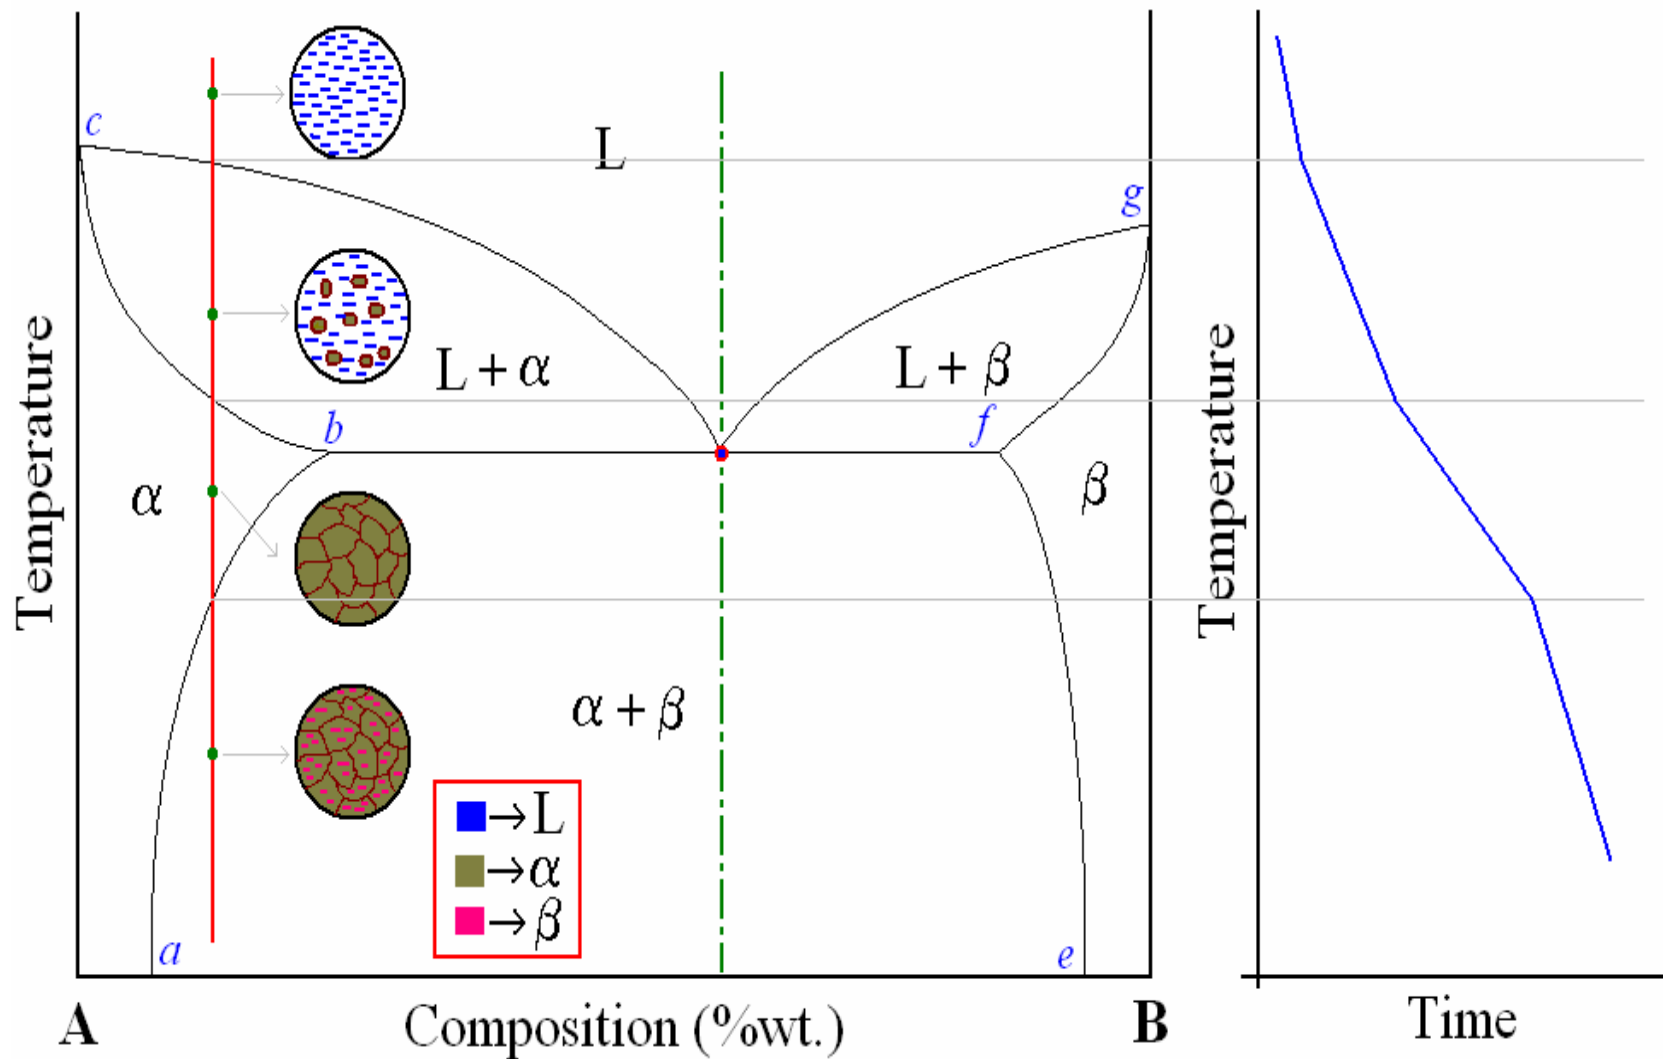 c
L
g
L + α
L + β
b
f
α
β
Temperature
Temperature
α + β
→L
→α
→β
a
e
A
Composition (%wt.)
B
Time